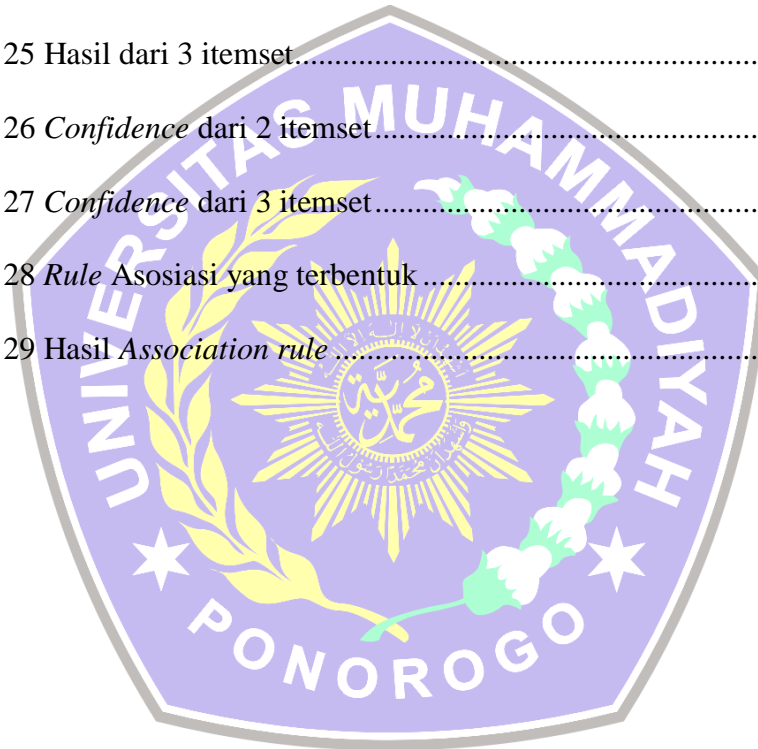 25 Hasil dari 3 itemset
26 Confidence dari 2 itemset
27 Confidence dari 3 itemset
28 Rule Asosiasi yang terbentuk
29 Hasil Association rule
UNIVERSITAS MUHAMMADIYAH
PONOROGO
محمدية